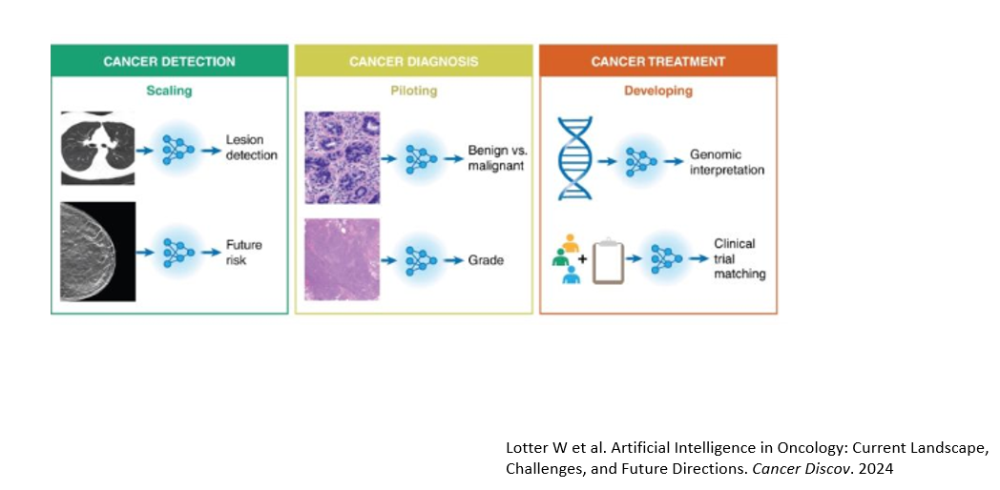 CANCER DETECTION
Scaling
Lesion
detection
Future
risk
CANCER DIAGNOSIS
Piloting
Benign vs.
malignant
Grade
CANCER TREATMENT
Developing
Genomic
interpretation
+
Clinical
trial
matching
Lotter W et al. Artificial Intelligence in Oncology: Current Landscape,
Challenges, and Future Directions. Cancer Discov. 2024